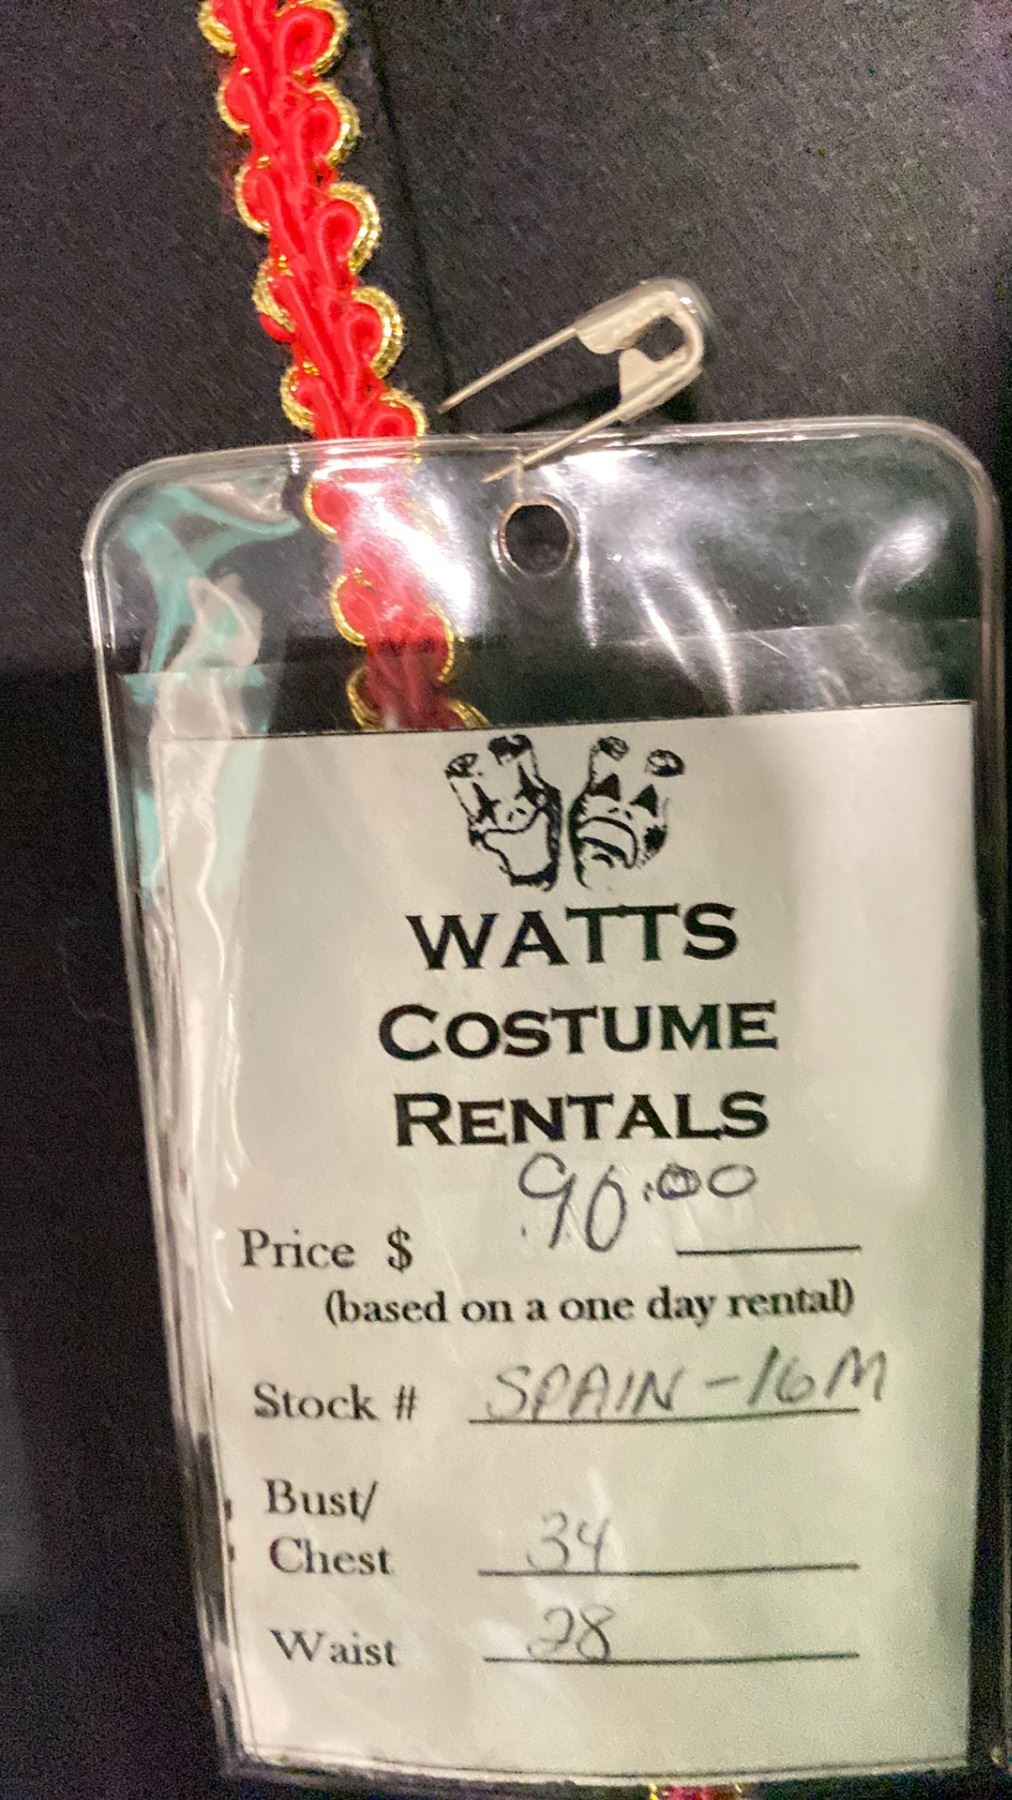 WATTS
COSTUME
RENTALS
90.00
Price $
(based on a one day rental)
Stock # SPAIN-16M
Bust/
Chest 34
Waist 28